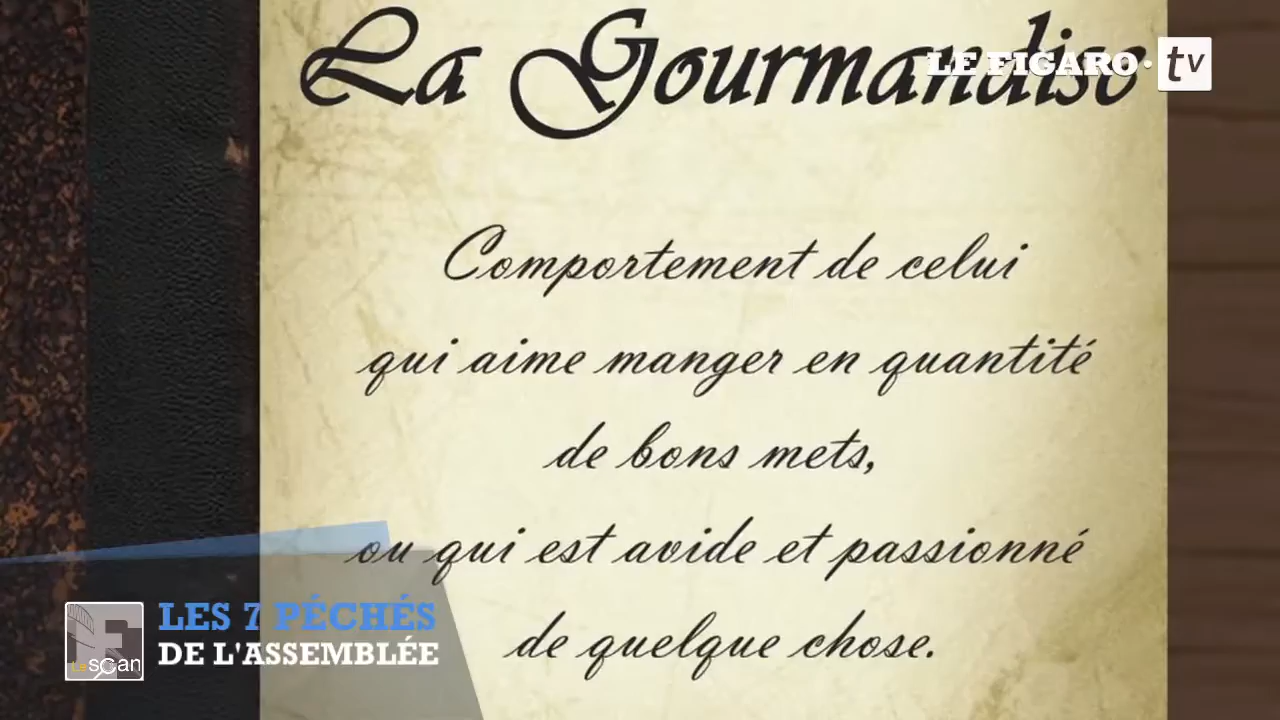 La Gourmandise
LE FIGARO· tv
Comportement de celui
qui aime manger en quantité
de bons mets,
ou qui est avide et passionné
de quelque chose.
LES 7 PÉCHÉS
DE L'ASSEMBLÉE
Le scan